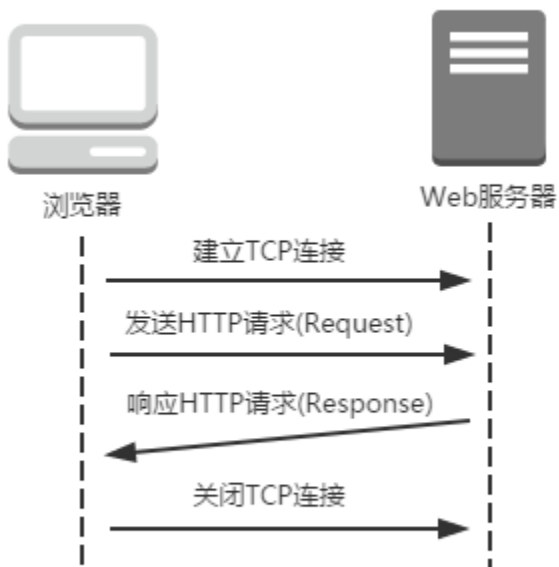 浏览器
Web服务器
建立TCP连接
发送HTTP请求(Request)
响应HTTP请求(Response)
关闭TCP连接